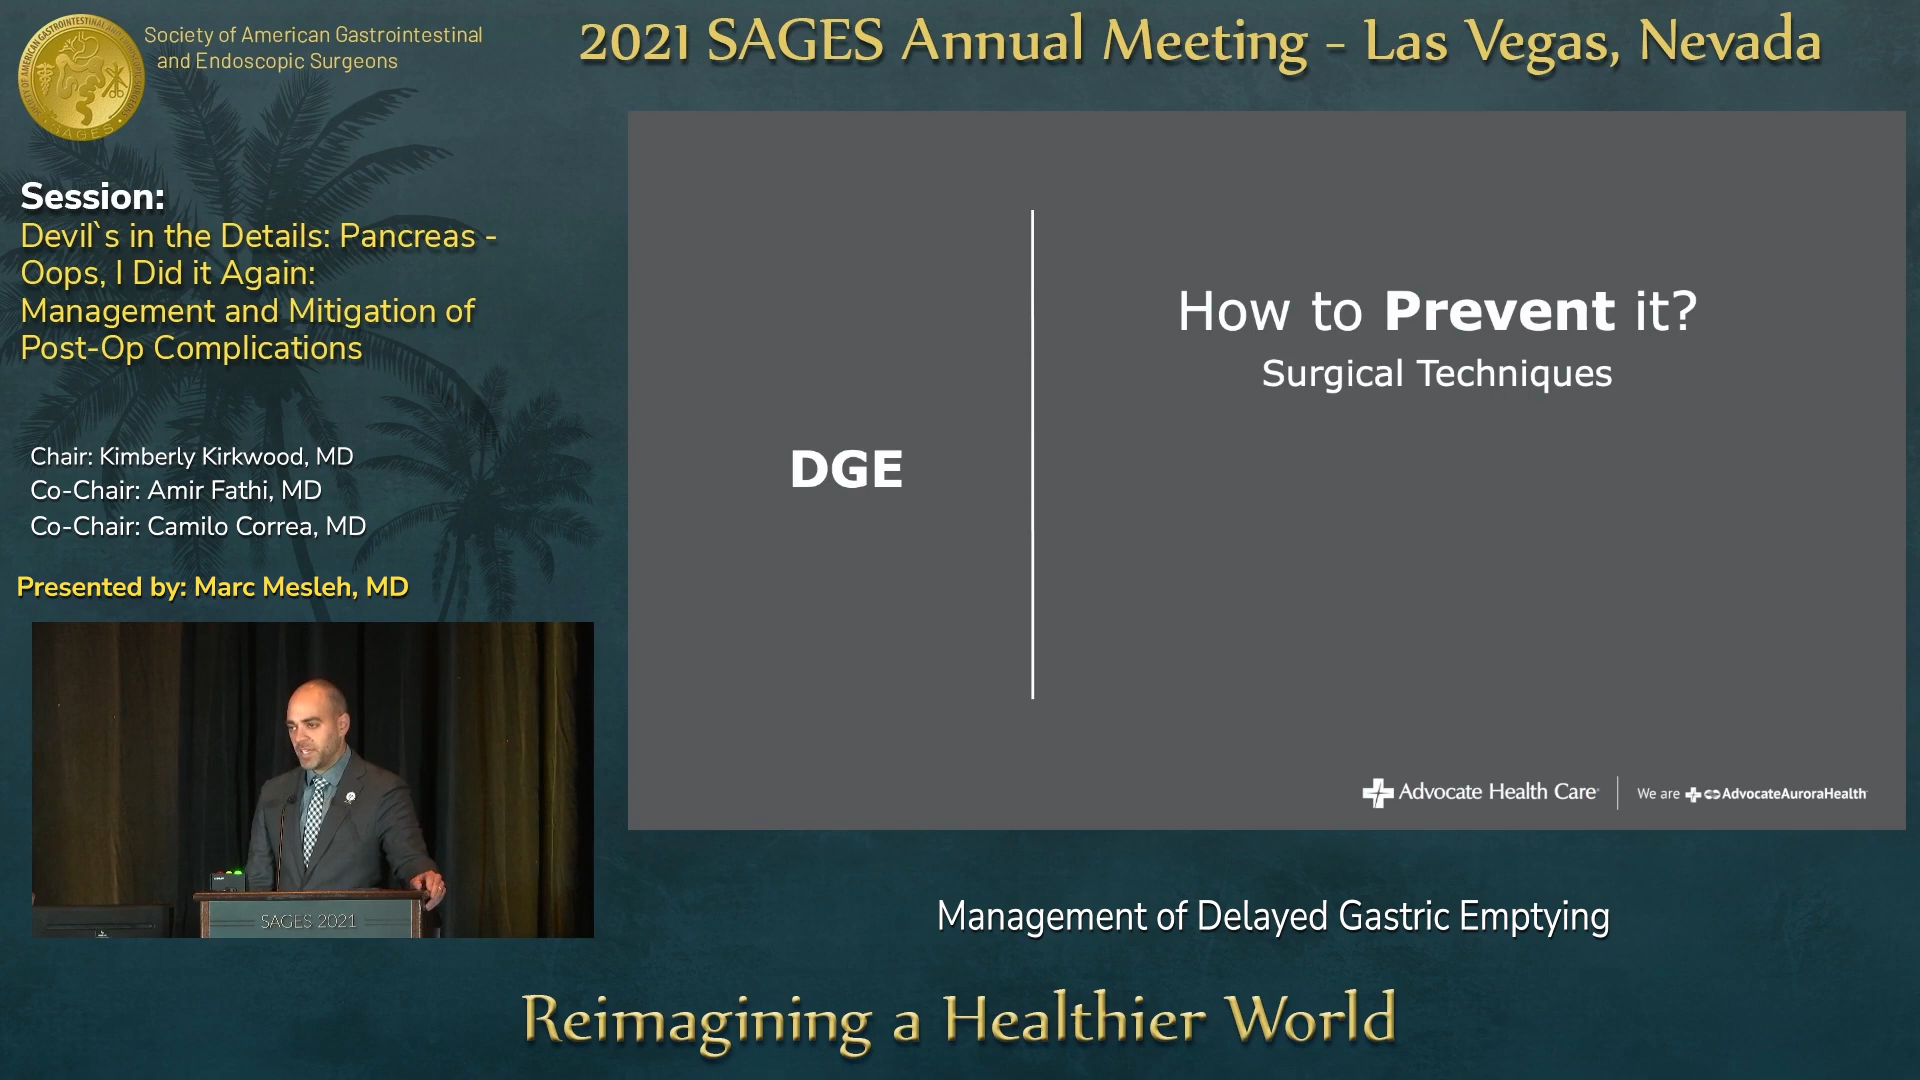 Society of American Gastrointestinal
and Endoscopic Surgeons
2021 SAGES Annual Meeting - Las Vegas, Nevada
SAGES
Session:
Devil`s in the Details: Pancreas -
Oops, I Did it Again:
Management and Mitigation of
Post-Op Complications
Chair: Kimberly Kirkwood, MD
Co-Chair: Amir Fathi, MD
Co-Chair: Camilo Correa, MD
Presented by: Marc Mesleh, MD
SAGES 2021
How to Prevent it?
Surgical Techniques
DGE
Advocate Health Care
We are AdvocateAuroraHealth
Management of Delayed Gastric Emptying
Reimagining a Healthier World